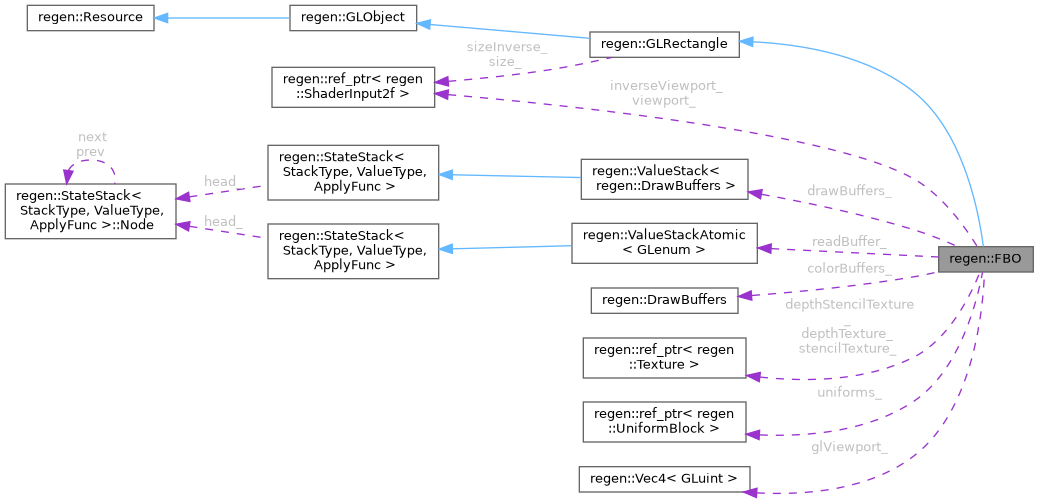 regen::Resource
regen::GLObject
regen::GLRectangle
sizeInverse_
size_
regen::ref_ptr< regen
::ShaderInput2f >
inverseViewport_
viewport_
next
prev
regen::StateStack<
StackType, ValueType,
ApplyFunc >::Node
head_
regen::StateStack<
StackType, ValueType,
ApplyFunc >
regen::ValueStack<
regen::DrawBuffers >
drawBuffers_
head_
regen::StateStack<
StackType, ValueType,
ApplyFunc >
regen::ValueStackAtomic
< GLenum >
readBuffer_
regen::FBO
colorBuffers_
regen::DrawBuffers
depthStencilTexture
_
depthTexture_
stencilTexture_
regen::ref_ptr< regen
::Texture >
uniforms_
regen::ref_ptr< regen
::UniformBlock >
glViewport_
regen::Vec4< GLuint >